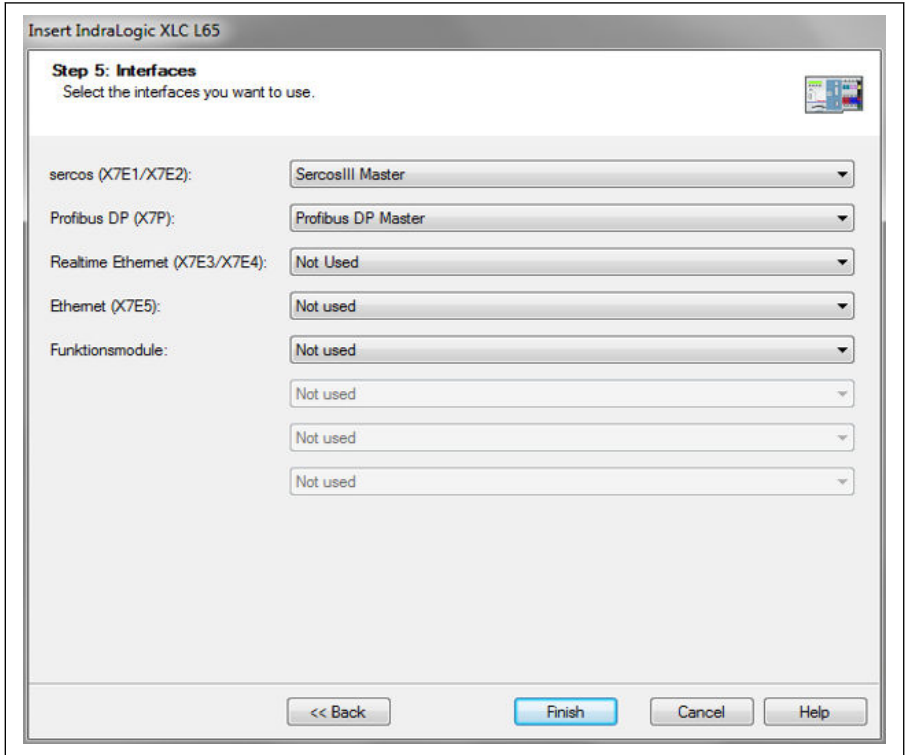 Insert IndraLogic XLC L65
Step 5: Interfaces
Select the interfaces you want to use.
sercos (X7E1/X7E2): SercosIII Master
Profibus DP (X7P): Profibus DP Master
Realtime Ethernet (X7E3/X7E4): Not Used
Ethernet (X7E5): Not used
Funktionsmodule: Not used
Not used
Not used
Not used
<< Back Finish Cancel Help